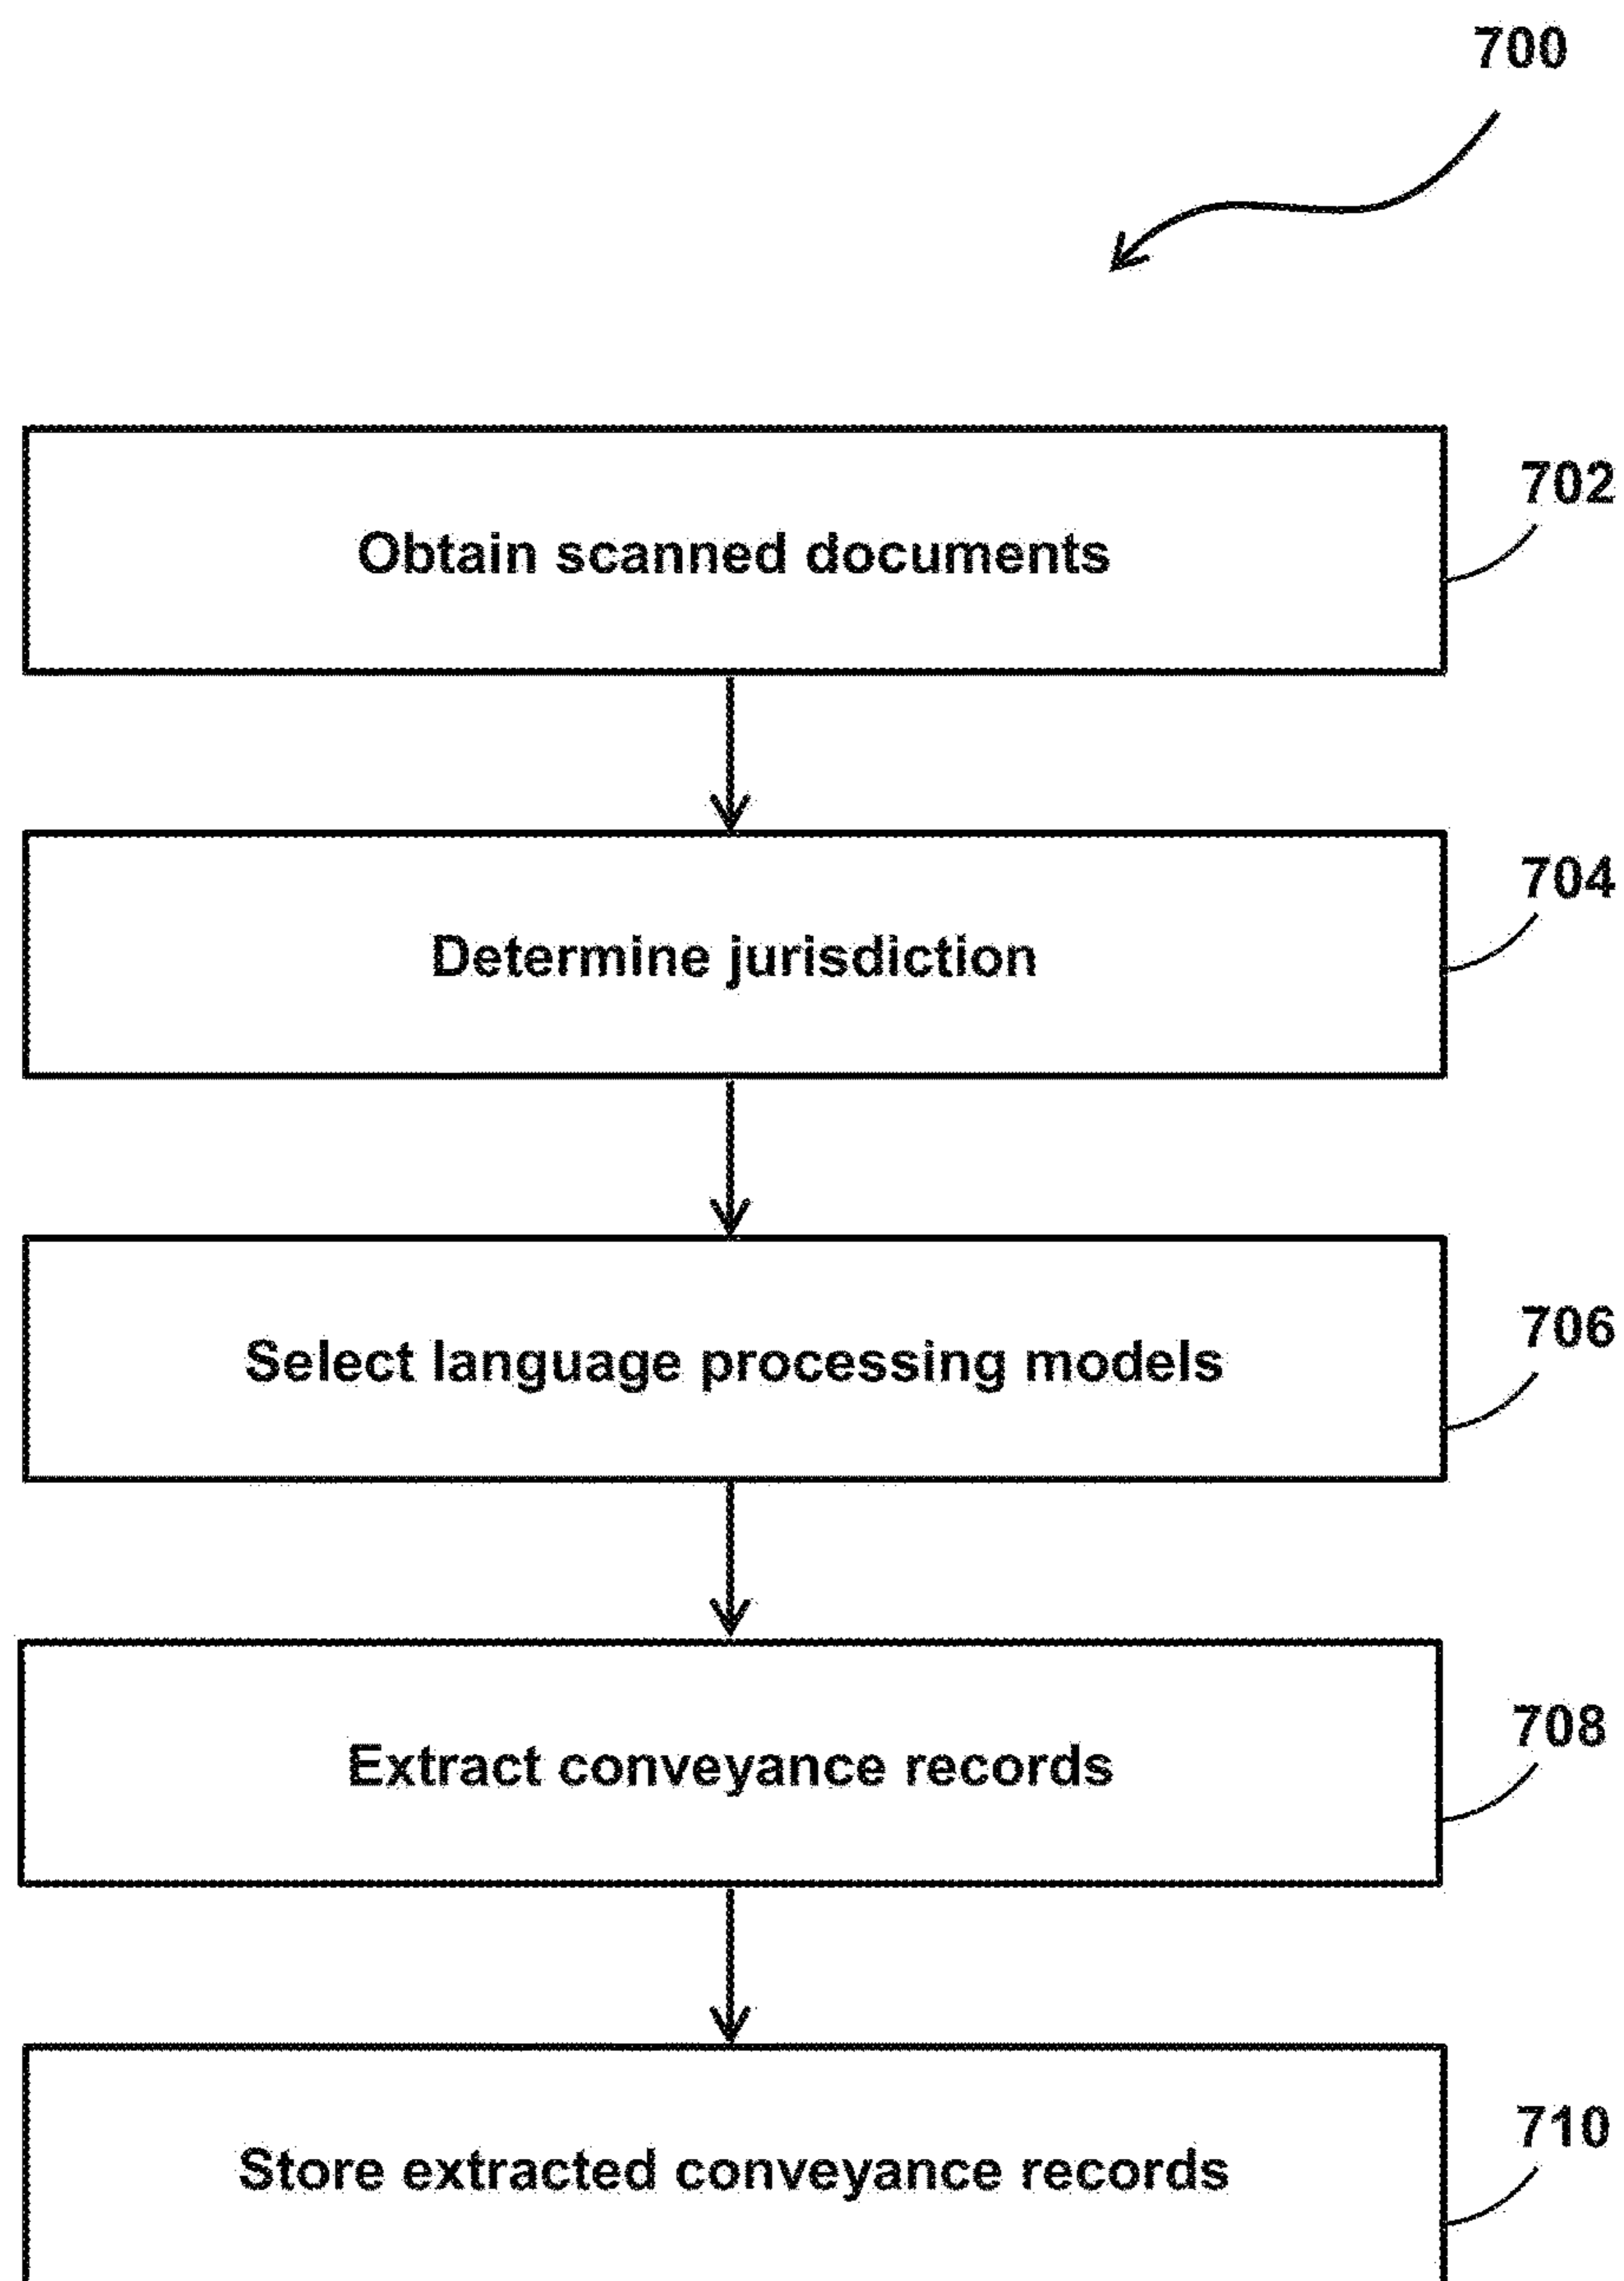 700
Obtain scanned documents
702
Determine jurisdiction
704
Select language processing models
706
Extract conveyance records
708
Store extracted conveyance records
710